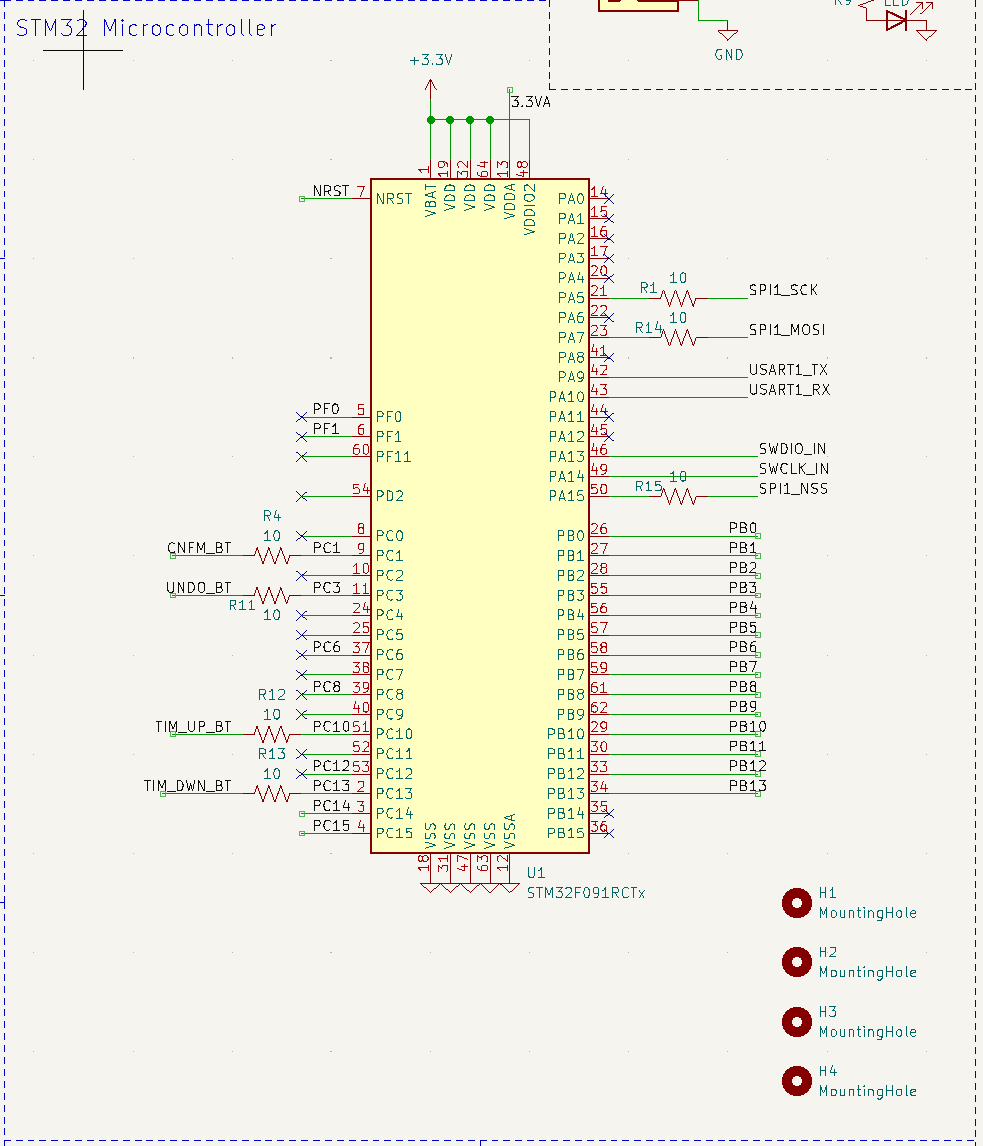 STM32 Microcontroller
R9
LED
GND
+3.3V
3.3VA
1 19 32 64 13 48
VBAT VDD VDD VDD VDDA VDDIO2
NRST 7 NRST
PA0 14
PA1 15
PA2 16
PA3 17
PA4 20
PA5 21 R1 10 SPI1_SCK
PA6 22
PA7 23 R14 10 SPI1_MOSI
PA8 41
PA9 42 USART1_TX
PA10 43 USART1_RX
PF0 5 PF0 PA11 44
PF1 6 PF1 PA12 45
60 PF11 PA13 46 SWDIO_IN
PA14 49 SWCLK_IN
54 PD2 PA15 50 R15 10 SPI1_NSS
8 PC0 PB0 26 PB0
CNFM_BT R4 10 PC1 9 PC1 PB1 27 PB1
10 PC2 PB2 28 PB2
UNDO_BT R11 10 PC3 11 PC3 PB3 55 PB3
24 PC4 PB4 56 PB4
25 PC5 PB5 57 PB5
PC6 37 PC6 PB6 58 PB6
38 PC7 PB7 59 PB7
PC8 39 PC8 PB8 61 PB8
40 PC9 PB9 62 PB9
TIM_UP_BT R12 10 PC10 51 PC10 PB10 29 PB10
52 PC11 PB11 30 PB11
PC12 53 PC12 PB12 33 PB12
TIM_DWN_BT R13 10 PC13 2 PC13 PB13 34 PB13
PC14 3 PC14 PB14 35
PC15 4 PC15 PB15 36
VSS VSS VSS VSS VSSA
18 31 47 63 12
U1
STM32F091RCTx
H1
MountingHole
H2
MountingHole
H3
MountingHole
H4
MountingHole